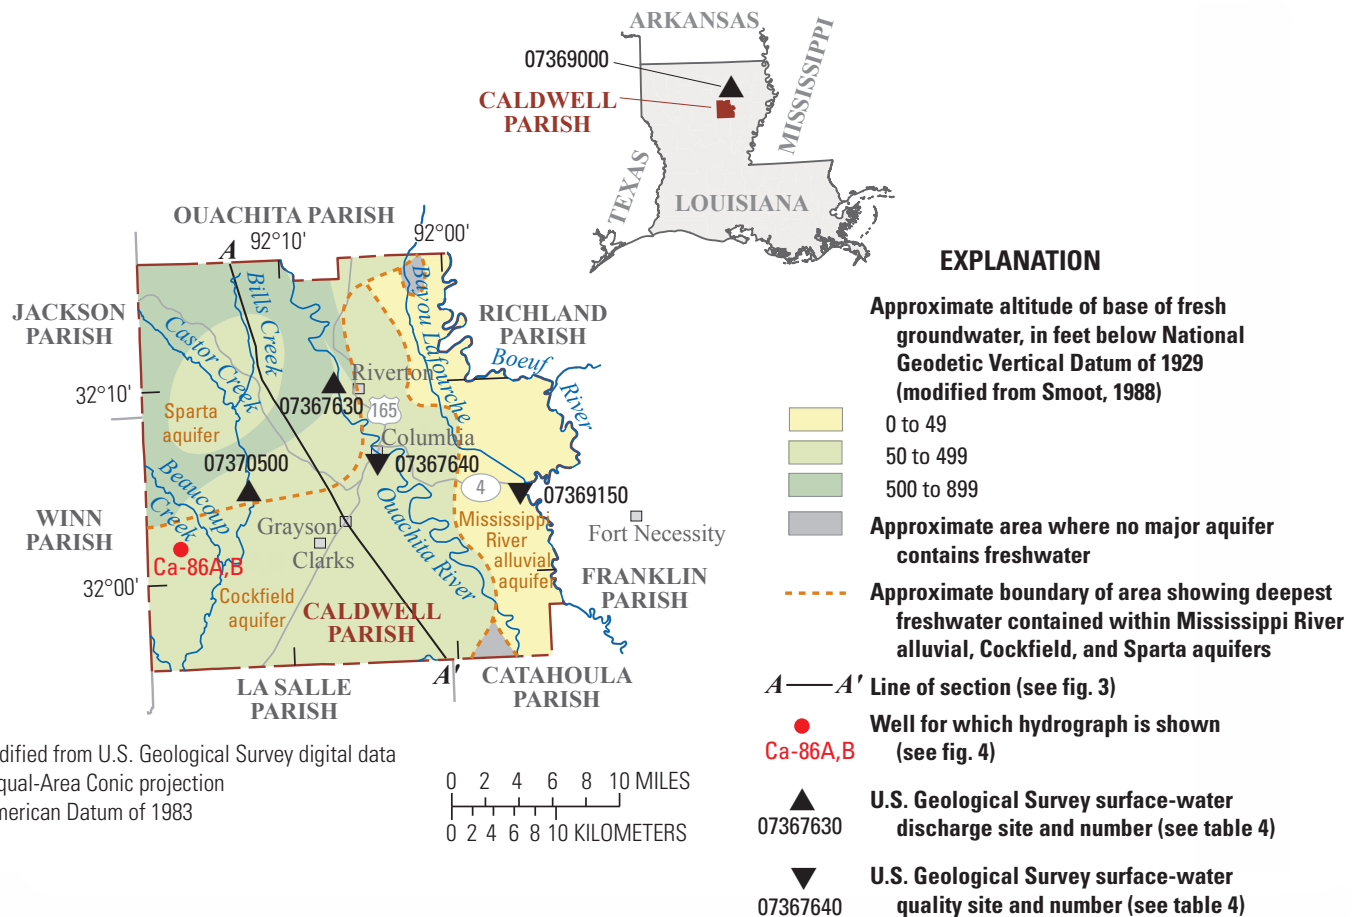 ARKANSAS
MISSISSIPPI
07369000
CALDWELL
PARISH
TEXAS
LOUISIANA
OUACHITA PARISH
A
92°10'
92°00'
JACKSON
PARISH
RICHLAND
PARISH
Bills Creek
Bayou Lafourche
Castor Creek
Boeuf
River
32°10'
Riverton
07367630
165
Sparta
aquifer
Columbia
07370500
07367640
4
07369150
Beaucoup
Creek
Ouachita River
WINN
PARISH
Grayson
Clarks
Mississippi
River
alluvial
aquifer
Fort Necessity
Ca-86A,B
32°00'
FRANKLIN
PARISH
Cockfield
aquifer
CALDWELL
PARISH
LA SALLE
PARISH
A'
CATAHOULA
PARISH
dified from U.S. Geological Survey digital data
qual-Area Conic projection
merican Datum of 1983
0 2 4 6 8 10 MILES
0 2 4 6 8 10 KILOMETERS
EXPLANATION
Approximate altitude of base of fresh
groundwater, in feet below National
Geodetic Vertical Datum of 1929
(modified from Smoot, 1988)
0 to 49
50 to 499
500 to 899
Approximate area where no major aquifer
contains freshwater
Approximate boundary of area showing deepest
freshwater contained within Mississippi River
alluvial, Cockfield, and Sparta aquifers
A A' Line of section (see fig. 3)
Well for which hydrograph is shown
Ca-86A,B (see fig. 4)
U.S. Geological Survey surface-water
07367630 discharge site and number (see table 4)
U.S. Geological Survey surface-water
07367640 quality site and number (see table 4)